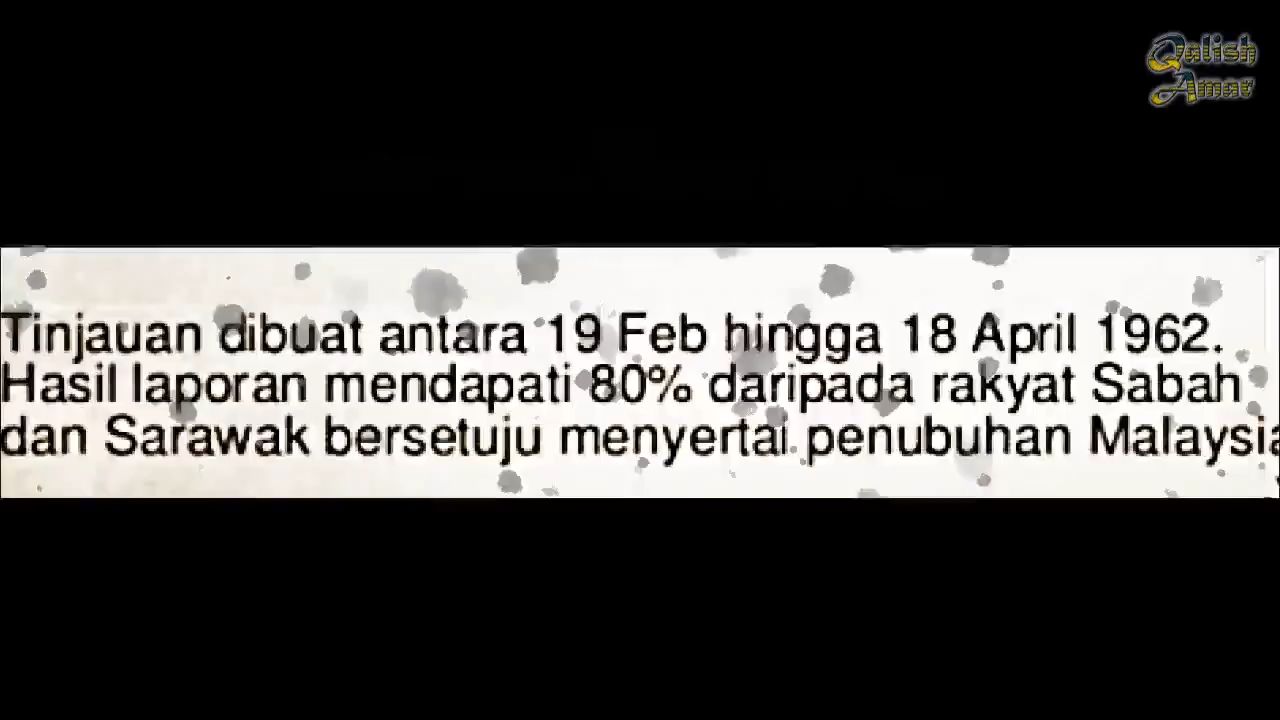 Qalish
Amat
Tinjauan dibuat antara 19 Feb hingga 18 April 1962.
Hasil laporan mendapati 80% daripada rakyat Sabah
dan Sarawak bersetuju menyertai penubuhan Malaysia